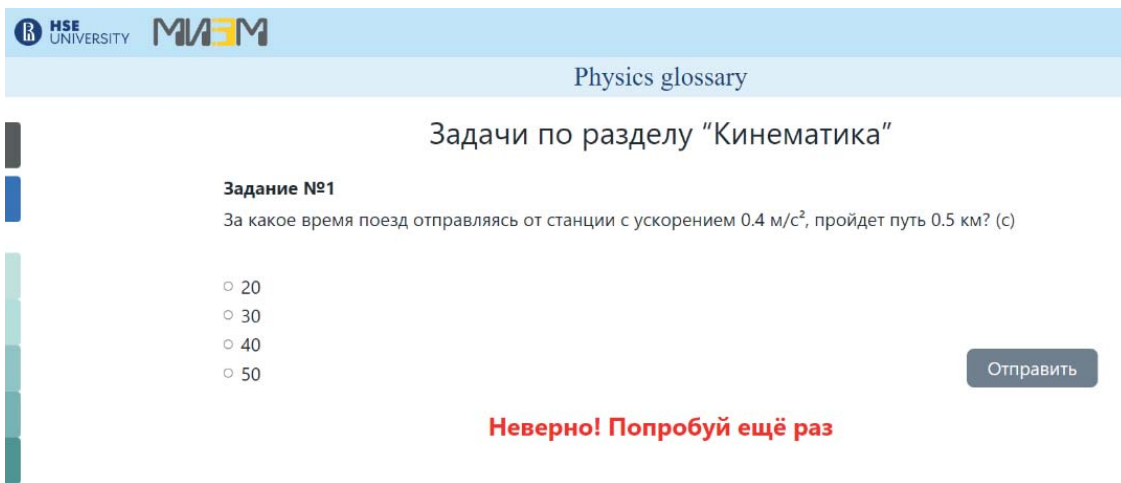 HSE
UNIVERSITY
МИЭМ
Physics glossary
Задачи по разделу “Кинематика”
Задание №1
За какое время поезд отправляясь от станции с ускорением 0.4 м/с², пройдет путь 0.5 км? (с)
20
30
40
50
Отправить
Неверно! Попробуй ещё раз